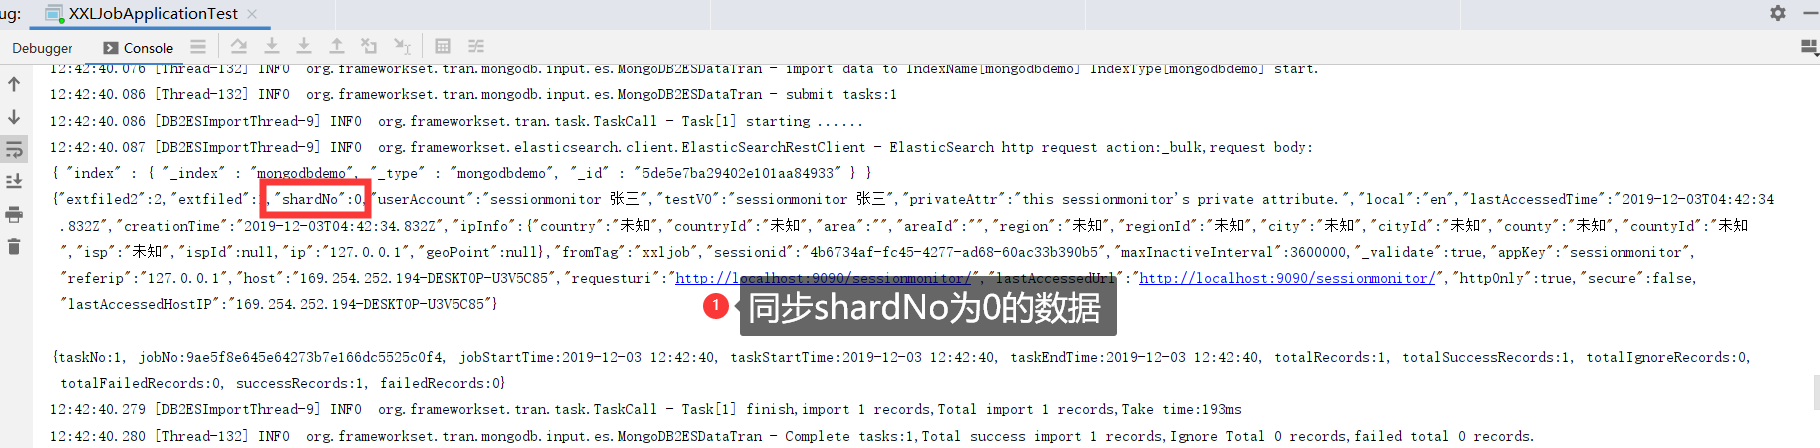 ug: XXLJobApplicationTest
Debugger Console
12:42:40.076 [Thread-132] INFO org.frameworkset.tran.mongodb.input.es.MongoDB2ESDataTran - import data to IndexName[mongodbdemo] IndexType[mongodbdemo] start.
12:42:40.086 [Thread-132] INFO org.frameworkset.tran.mongodb.input.es.MongoDB2ESDataTran - submit tasks:1
12:42:40.086 [DB2ESImportThread-9] INFO org.frameworkset.tran.task.TaskCall - Task[1] starting ......
12:42:40.087 [DB2ESImportThread-9] INFO org.frameworkset.elasticsearch.client.ElasticSearchRestClient - ElasticSearch http request action:_bulk,request body:
{ "index" : { "_index" : "mongodbdemo", "_type" : "mongodbdemo", "_id" : "5de5e7ba29402e101aa84933" } }
{"extfiled2":2,"extfiled": ,"shardNo":0,"userAccount":"sessionmonitor 张三","testVO":"sessionmonitor 张三","privateAttr":"this sessionmonitor's private attribute.","local":"en","lastAccessedTime":"2019-12-03T04:42:34
.832Z","creationTime":"2019-12-03T04:42:34.832Z","ipInfo":{"country":"未知","countryId":"未知","area":"","areaId":"","region":"未知","regionId":"未知","city":"未知","cityId":"未知","county":"未知","countyId":"未知
","isp":"未知","ispId":null,"ip":"127.0.0.1","geoPoint":null},"fromTag":"xxljob","sessionid":"4b6734af-fc45-4277-ad68-60ac33b390b5","maxInactiveInterval":3600000,"_validate":true,"appKey":"sessionmonitor",
"referip":"127.0.0.1","host":"169.254.252.194-DESKTOP-U3V5C85","requesturi":"http://localhost:9090/sessionmonitor/","lastAccessedUrl":"http://localhost:9090/sessionmonitor/","httpOnly":true,"secure":false,
"lastAccessedHostIP":"169.254.252.194-DESKTOP-U3V5C85"}
1 同步shardNo为0的数据
{taskNo:1, jobNo:9ae5f8e645e64273b7e166dc5525c0f4, jobStartTime:2019-12-03 12:42:40, taskStartTime:2019-12-03 12:42:40, taskEndTime:2019-12-03 12:42:40, totalRecords:1, totalSuccessRecords:1, totalIgnoreRecords:0,
totalFailedRecords:0, successRecords:1, failedRecords:0}
12:42:40.279 [DB2ESImportThread-9] INFO org.frameworkset.tran.task.TaskCall - Task[1] finish,import 1 records,Total import 1 records,Take time:193ms
12:42:40.280 [Thread-132] INFO org.frameworkset.tran.mongodb.input.es.MongoDB2ESDataTran - Complete tasks:1,Total success import 1 records,Ignore Total 0 records,failed total 0 records.